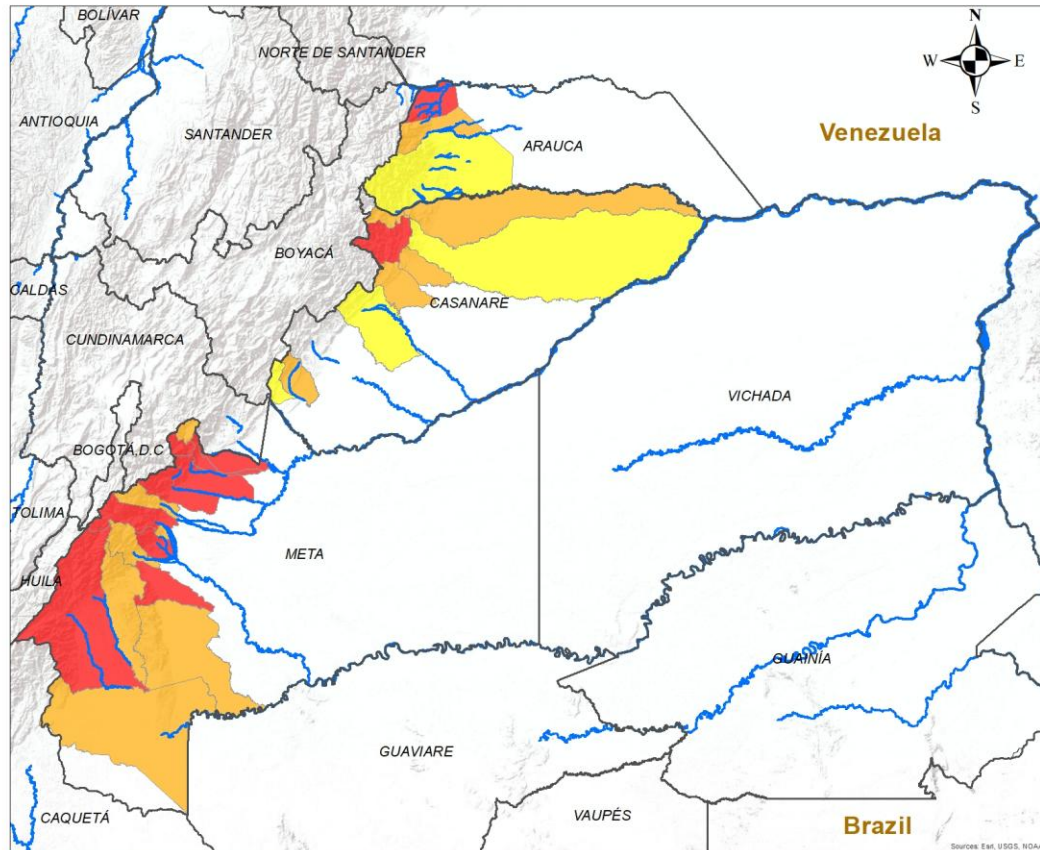 BOLÍVAR
NORTE DE SANTANDER
N
W
E
S
ANTIOQUIA
SANTANDER
ARAUCA
Venezuela
BOYACÁ
CALDAS
CASANARE
CUNDINAMARCA
VICHADA
BOGOTÁ,D.C
TOLIMA
META
HUILA
GUAINÍA
GUAVIARE
CAQUETÁ
VAUPÉS
Brazil
Sources: Esri, USGS, NOAA